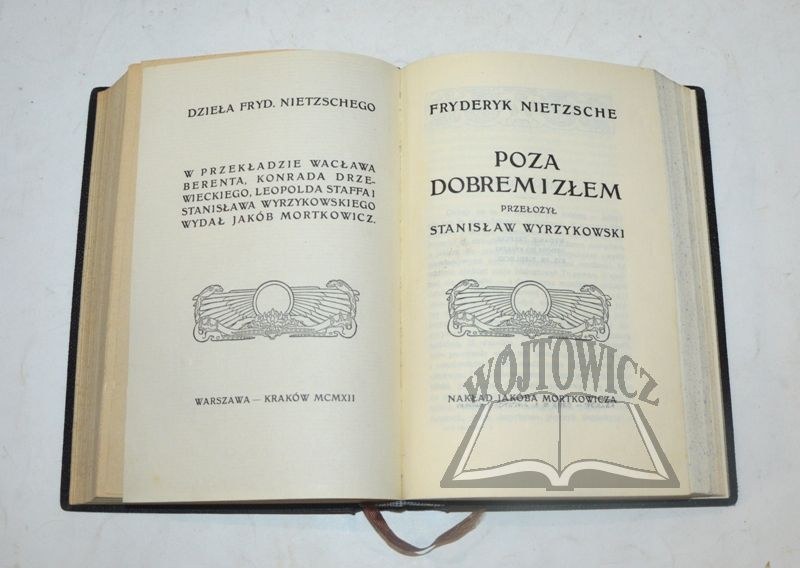 DZIEŁA FRYD. NIETZSCHEGO
W PRZEKŁADZIE WACŁAWA
BERENTA, KONRADA DRZE-
WIECKIEGO, LEOPOLDA STAFFA I
STANISŁAWA WYRZYKOWSKIEGO
WYDAŁ JAKÓB MORTKOWICZ.
WARSZAWA — KRAKÓW MCMXII
FRYDERYK NIETZSCHE
POZA
DOBREM I ZŁEM
PRZEŁOŻYŁ
STANISŁAW WYRZYKOWSKI
NAKŁAD JAKÓBA MORTKOWICZA
WÓJTOWICZ